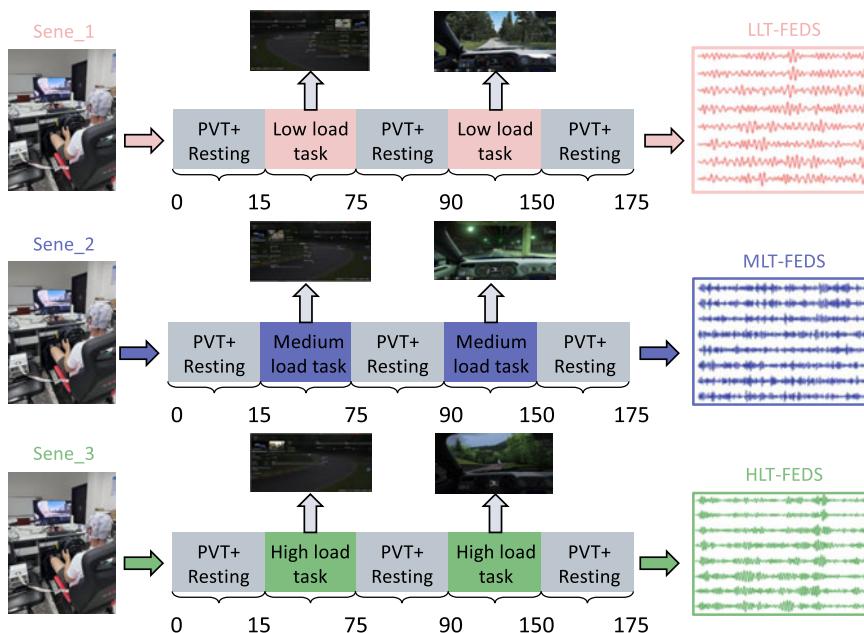 Sene_1
LLT-FEDS
PVT+
Resting
Low load
task
PVT+
Resting
Low load
task
PVT+
Resting
0 15 75 90 150 175
Sene_2
MLT-FEDS
PVT+
Resting
Medium
load task
PVT+
Resting
Medium
load task
PVT+
Resting
0 15 75 90 150 175
Sene_3
HLT-FEDS
PVT+
Resting
High load
task
PVT+
Resting
High load
task
PVT+
Resting
0 15 75 90 150 175